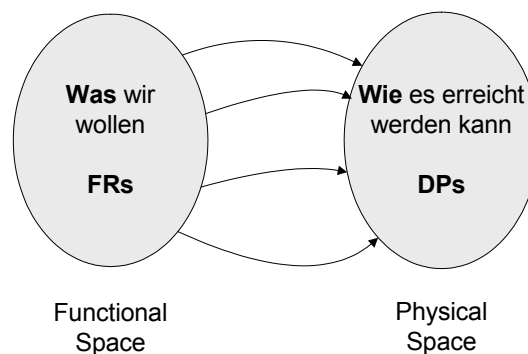 Was wir
wollen
FRs
Wie es erreicht
werden kann
DPs
Functional
Space
Physical
Space